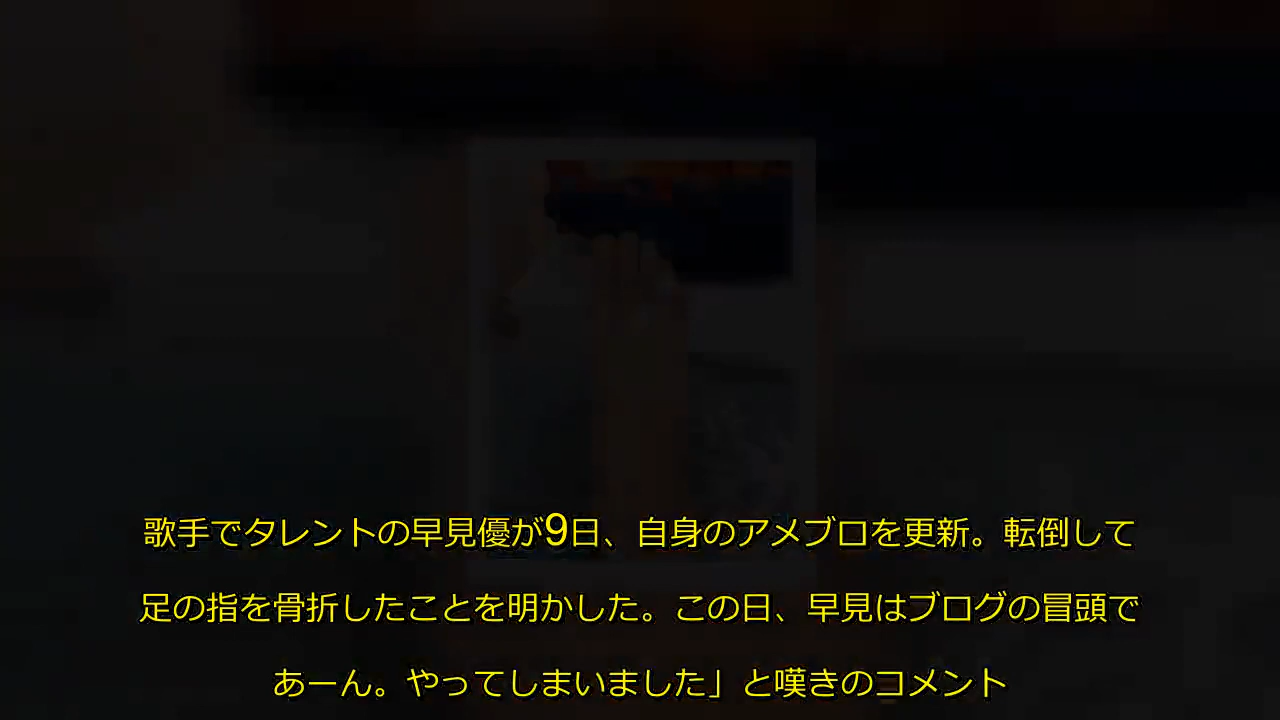 歌手でタレントの早見優が9日、自身のアメブロを更新。転倒して
足の指を骨折したことを明かした。この日、早見はブログの冒頭で
あーん。やってしまいました」と嘆きのコメント